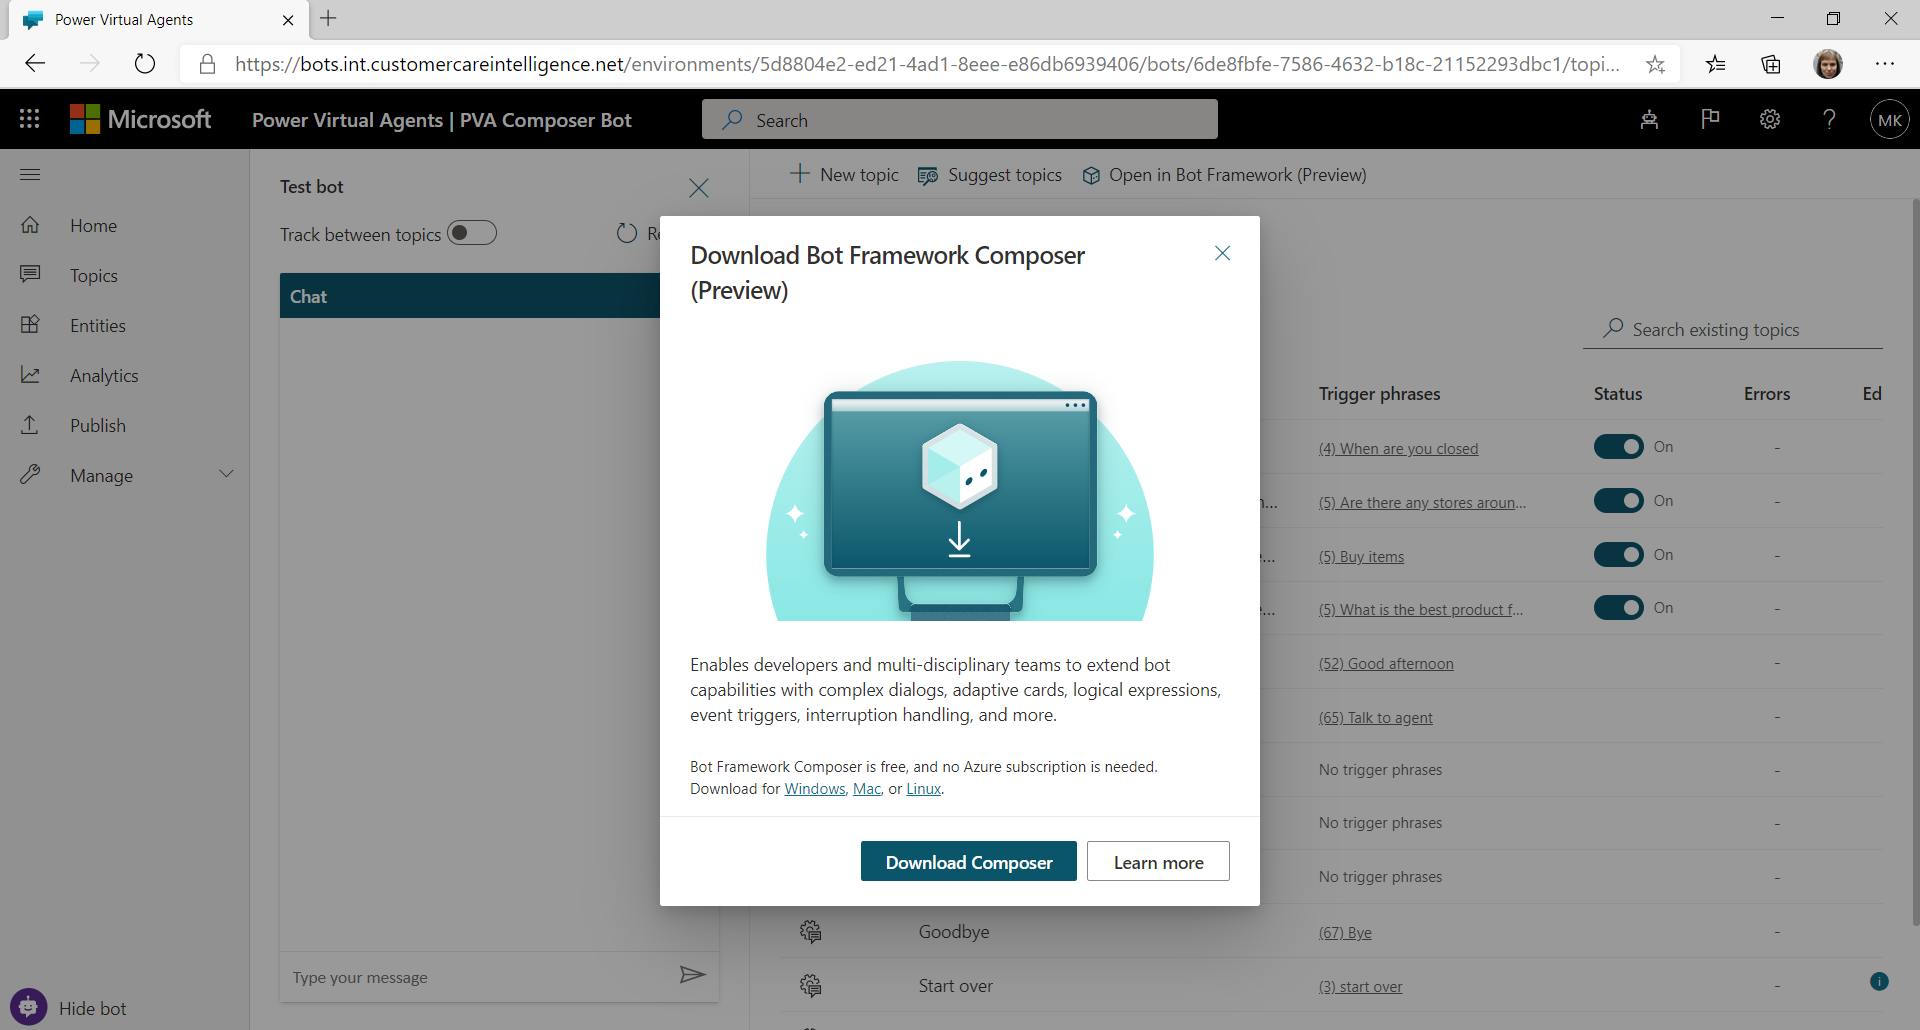 Power Virtual Agents
https://bots.int.customercareintelligence.net/environments/5d8804e2-ed21-4ad1-8eee-e86db6939406/bots/6de8fbfe-7586-4632-b18c-21152293dbc1/topi...
Microsoft
Power Virtual Agents | PVA Composer Bot
Search
MK
Home
Topics
Entities
Analytics
Publish
Manage
Hide bot
Test bot
Track between topics
Re
Chat
Type your message
New topic
Suggest topics
Open in Bot Framework (Preview)
Search existing topics
Trigger phrases Status Errors Ed
(4) When are you closed On -
n... (5) Are there any stores aroun... On -
e... (5) Buy items On -
e... (5) What is the best product f... On -
(52) Good afternoon -
(65) Talk to agent -
No trigger phrases -
No trigger phrases -
No trigger phrases -
Goodbye (67) Bye -
Start over (3) start over -
Download Bot Framework Composer
(Preview)
Enables developers and multi-disciplinary teams to extend bot
capabilities with complex dialogs, adaptive cards, logical expressions,
event triggers, interruption handling, and more.
Bot Framework Composer is free, and no Azure subscription is needed.
Download for Windows, Mac, or Linux.
Download Composer
Learn more